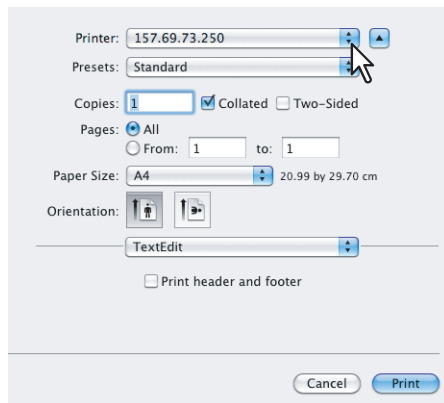 Printer: 157.69.73.250
Presets: Standard
Copies: 1 Collated Two-Sided
Pages: All
From: 1 to: 1
Paper Size: A4 20.99 by 29.70 cm
Orientation:
TextEdit
Print header and footer
Cancel Print